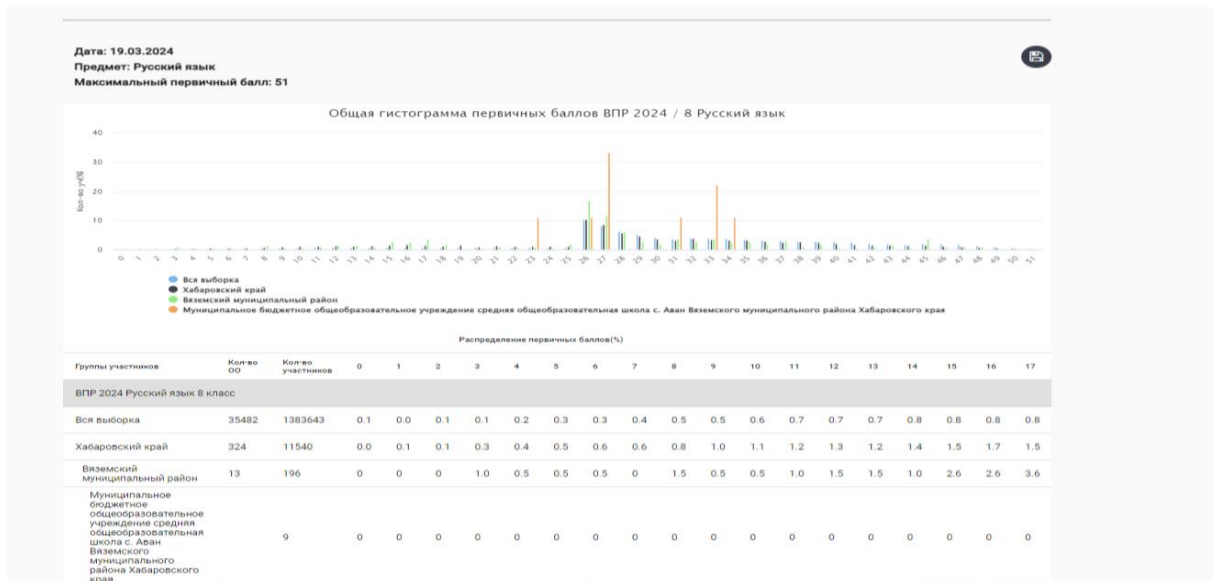 Дата: 19.03.2024
Предмет: Русский язык
Максимальный первичный балл: 51
Общая гистограмма первичных баллов ВПР 2024 / 8 Русский язык
Кол-во уч(%)
40
30
20
10
0
0 1 2 3 4 5 6 7 8 9 10 11 12 13 14 15 16 17 18 19 20 21 22 23 24 25 26 27 28 29 30 31 32 33 34 35 36 37 38 39 40 41 42 43 44 45 46 47 48 49 50 51
Вся выборка
Хабаровский край
Вяземский муниципальный район
Муниципальное бюджетное общеобразовательное учреждение средняя общеобразовательная школа с. Аван Вяземского муниципального района Хабаровского края
Распределение первичных баллов(%)
Группы участников Кол-во ОО Кол-во участников 0 1 2 3 4 5 6 7 8 9 10 11 12 13 14 15 16 17
ВПР 2024 Русский язык 8 класс
Вся выборка 35482 1383643 0.1 0.0 0.1 0.1 0.2 0.3 0.3 0.4 0.5 0.5 0.6 0.7 0.7 0.7 0.8 0.8 0.8 0.8
Хабаровский край 324 11540 0.0 0.1 0.1 0.3 0.4 0.5 0.6 0.6 0.8 1.0 1.1 1.2 1.3 1.2 1.4 1.5 1.7 1.5
Вяземский
муниципальный район 13 196 0 0 0 1.0 0.5 0.5 0.5 0 1.5 0.5 0.5 1.0 1.5 1.5 1.0 2.6 2.6 3.6
Муниципальное
бюджетное
общеобразовательное
учреждение средняя
общеобразовательная
школа с. Аван 9 0 0 0 0 0 0 0 0 0 0 0 0 0 0 0 0 0 0
Вяземского
муниципального
района Хабаровского
края